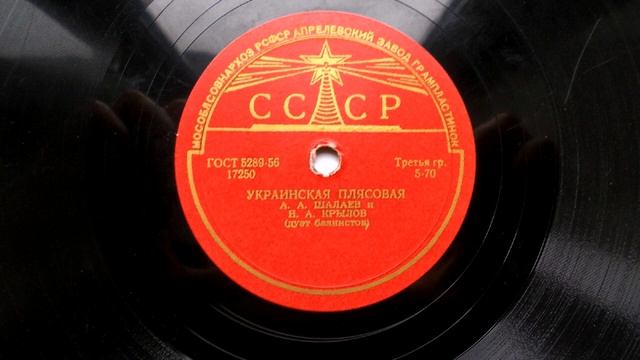 МОСОБЛСОВНАРХОЗ РСФСР АПРЕЛЕВСКИЙ ЗАВОД ГРАМПЛАСТИНОК
СССР
ГОСТ 5289-56
17250
Третья гр.
5-70
УКРАИНСКАЯ ПЛЯСОВАЯ
А. А. ШАЛАЕВ и
Н. А. КРЫЛОВ
(дуэт баянистов)